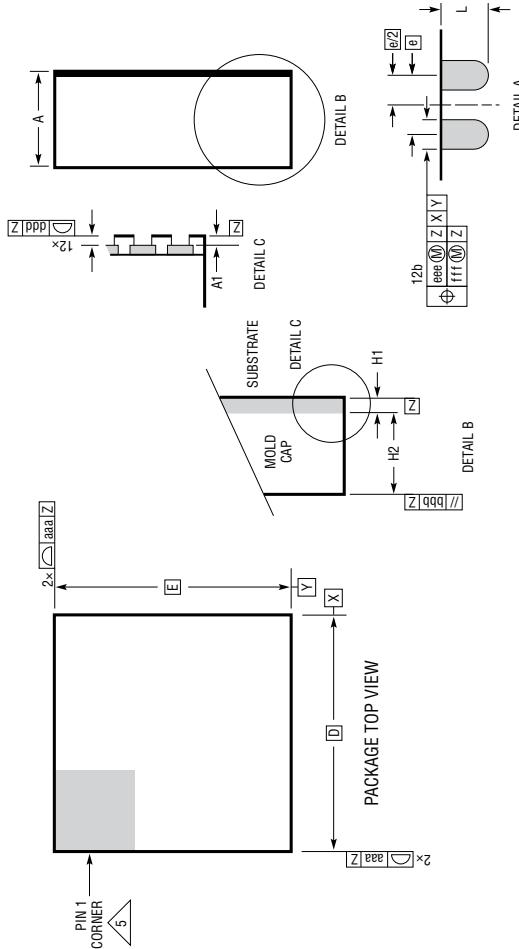 A
DETAIL B
Z ddd
12×
Z
A1
DETAIL C
e/2
e
L
12b
eee Ⓜ Z X Y
fff Ⓜ Z
DETAIL A
SUBSTRATE
DETAIL C
MOLD
CAP
H1
H2
Z
// bbb Z
DETAIL B
2×
aaa Z
E
Y
X
D
PACKAGE TOP VIEW
PIN 1
CORNER
5
2×
aaa Z